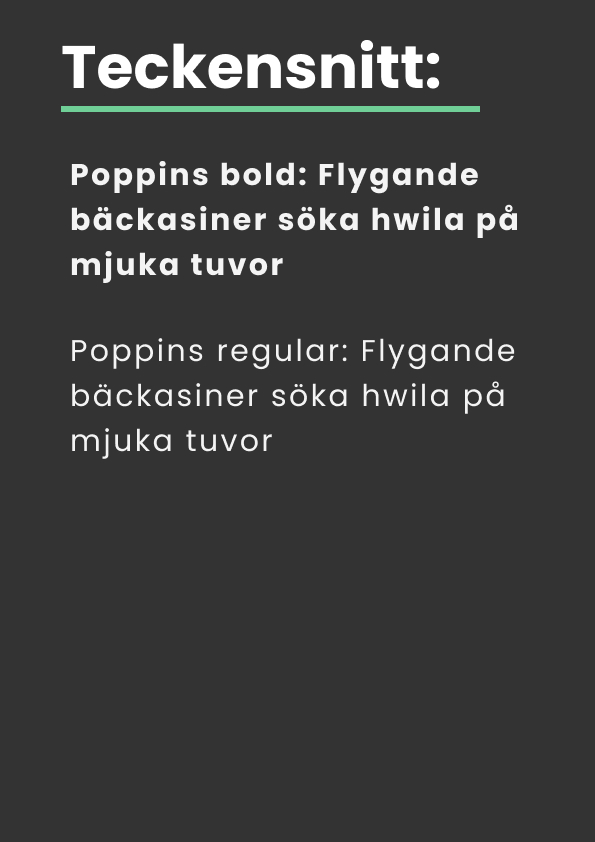 Teckensnitt:
Poppins bold: Flygande
bäckasiner söka hwila på
mjuka tuvor
Poppins regular: Flygande
bäckasiner söka hwila på
mjuka tuvor